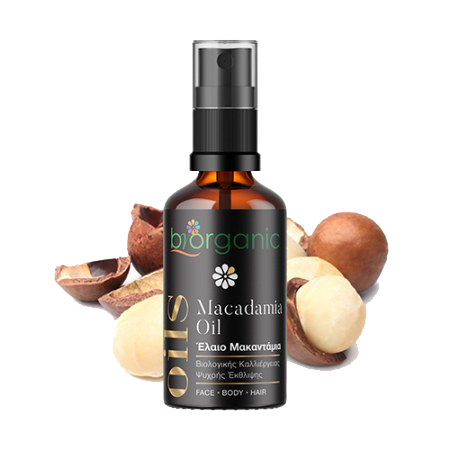 biorganic
Oils
Macadamia
Oil
Έλαιο Μακαντάμια
Βιολογικής Καλλιέργειας
Ψυχρής Έκθλιψης
FACE • BODY • HAIR